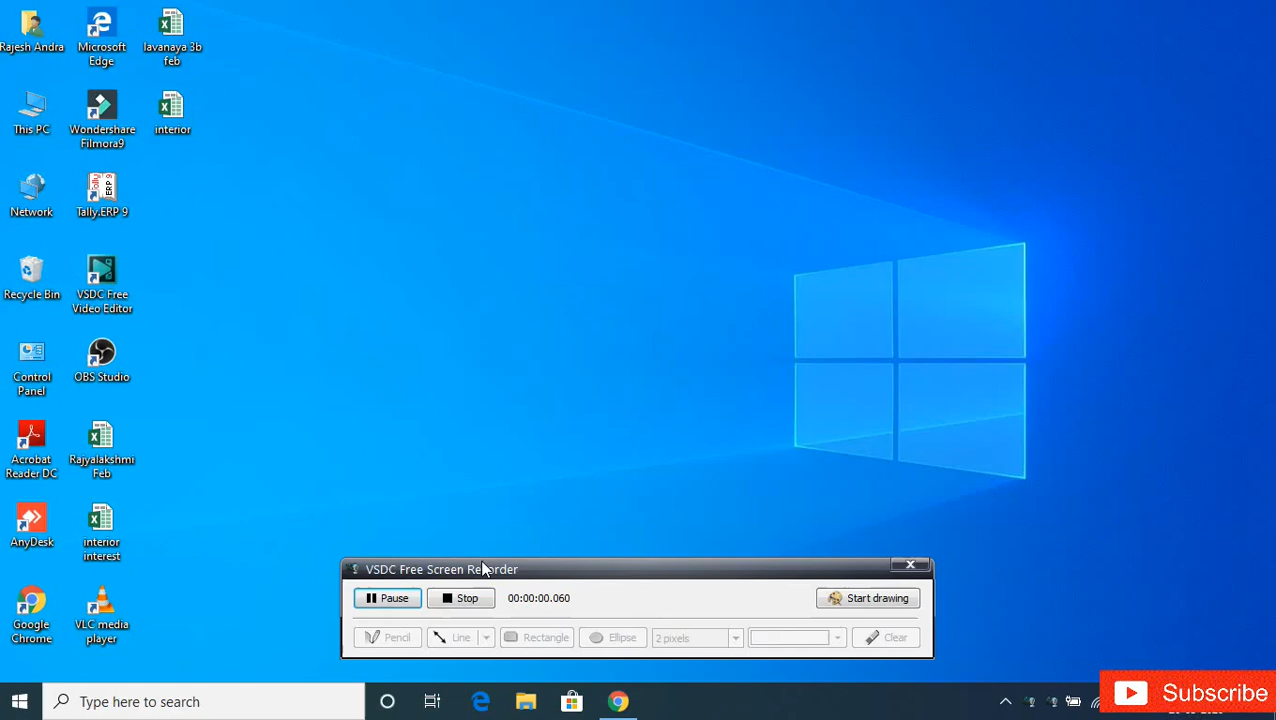 Rajesh Andra
Microsoft
Edge
lavanaya 3b
feb
This PC
Wondershare
Filmora9
interior
Network
Tally
ERP 9
Tally.ERP 9
Recycle Bin
VSDC Free
Video Editor
Control
Panel
OBS Studio
Acrobat
Reader DC
Rajyalakshmi
Feb
AnyDesk
interior
interest
Google
Chrome
VLC media
player
VSDC Free Screen Recorder
Pause
Stop
00:00:00.060
Start drawing
Pencil
Line
Rectangle
Ellipse
2 pixels
Clear
Type here to search
Subscribe